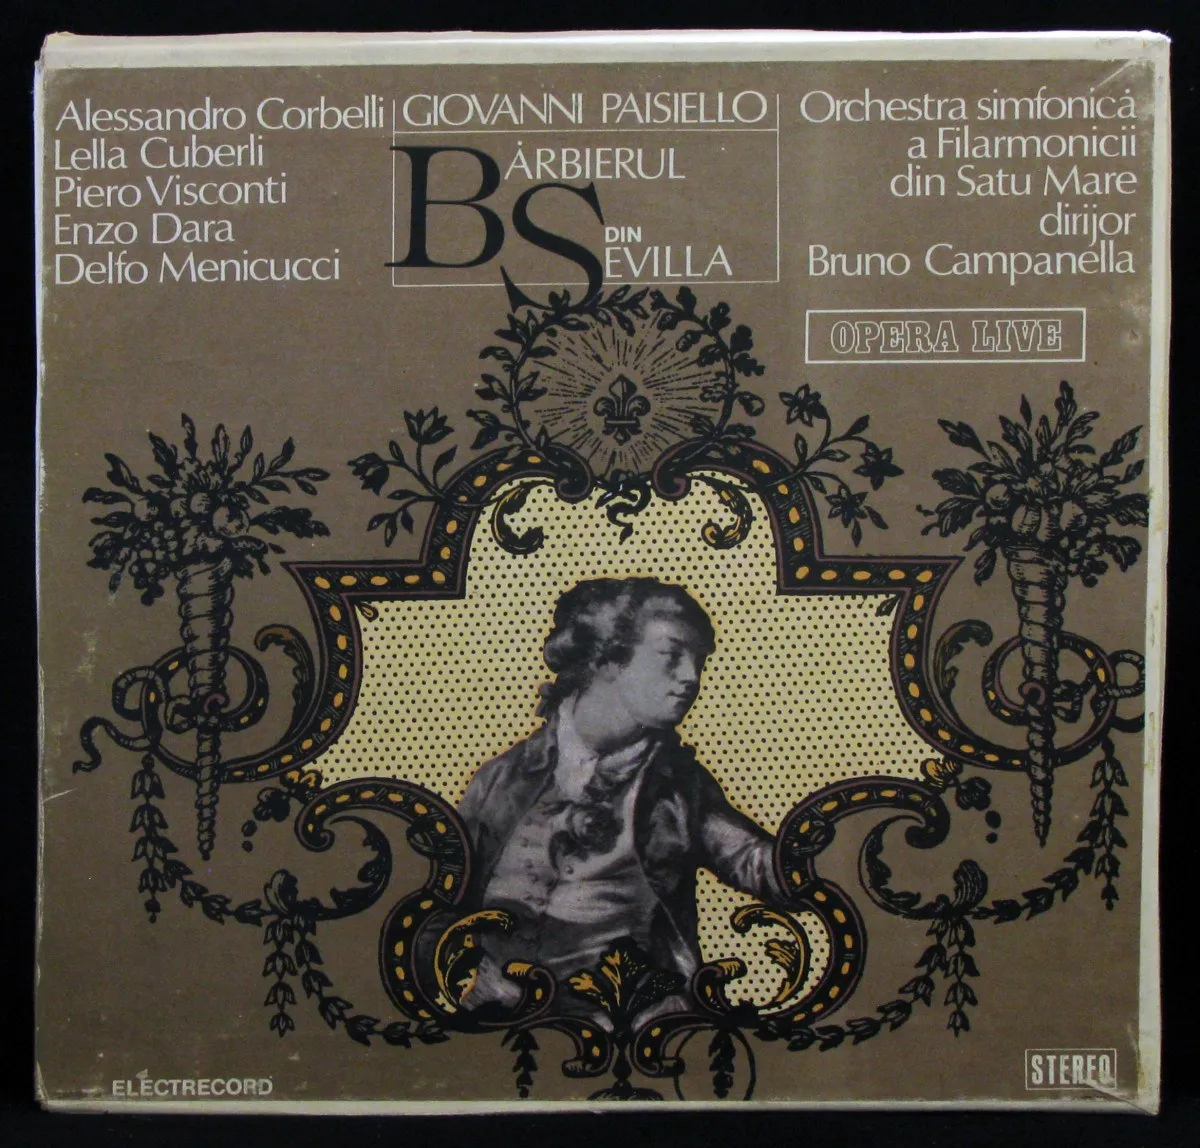 Alessandro Corbelli
Lella Cuberli
Piero Visconti
Enzo Dara
Delfo Menicucci
GIOVANNI PAISIELLO
BĂRBIERUL
DIN
SEVILLA
Orchestra simfonică
a Filarmonicii
din Satu Mare
dirijor
Bruno Campanella
OPERA LIVE
ELECTRECORD
STEREO